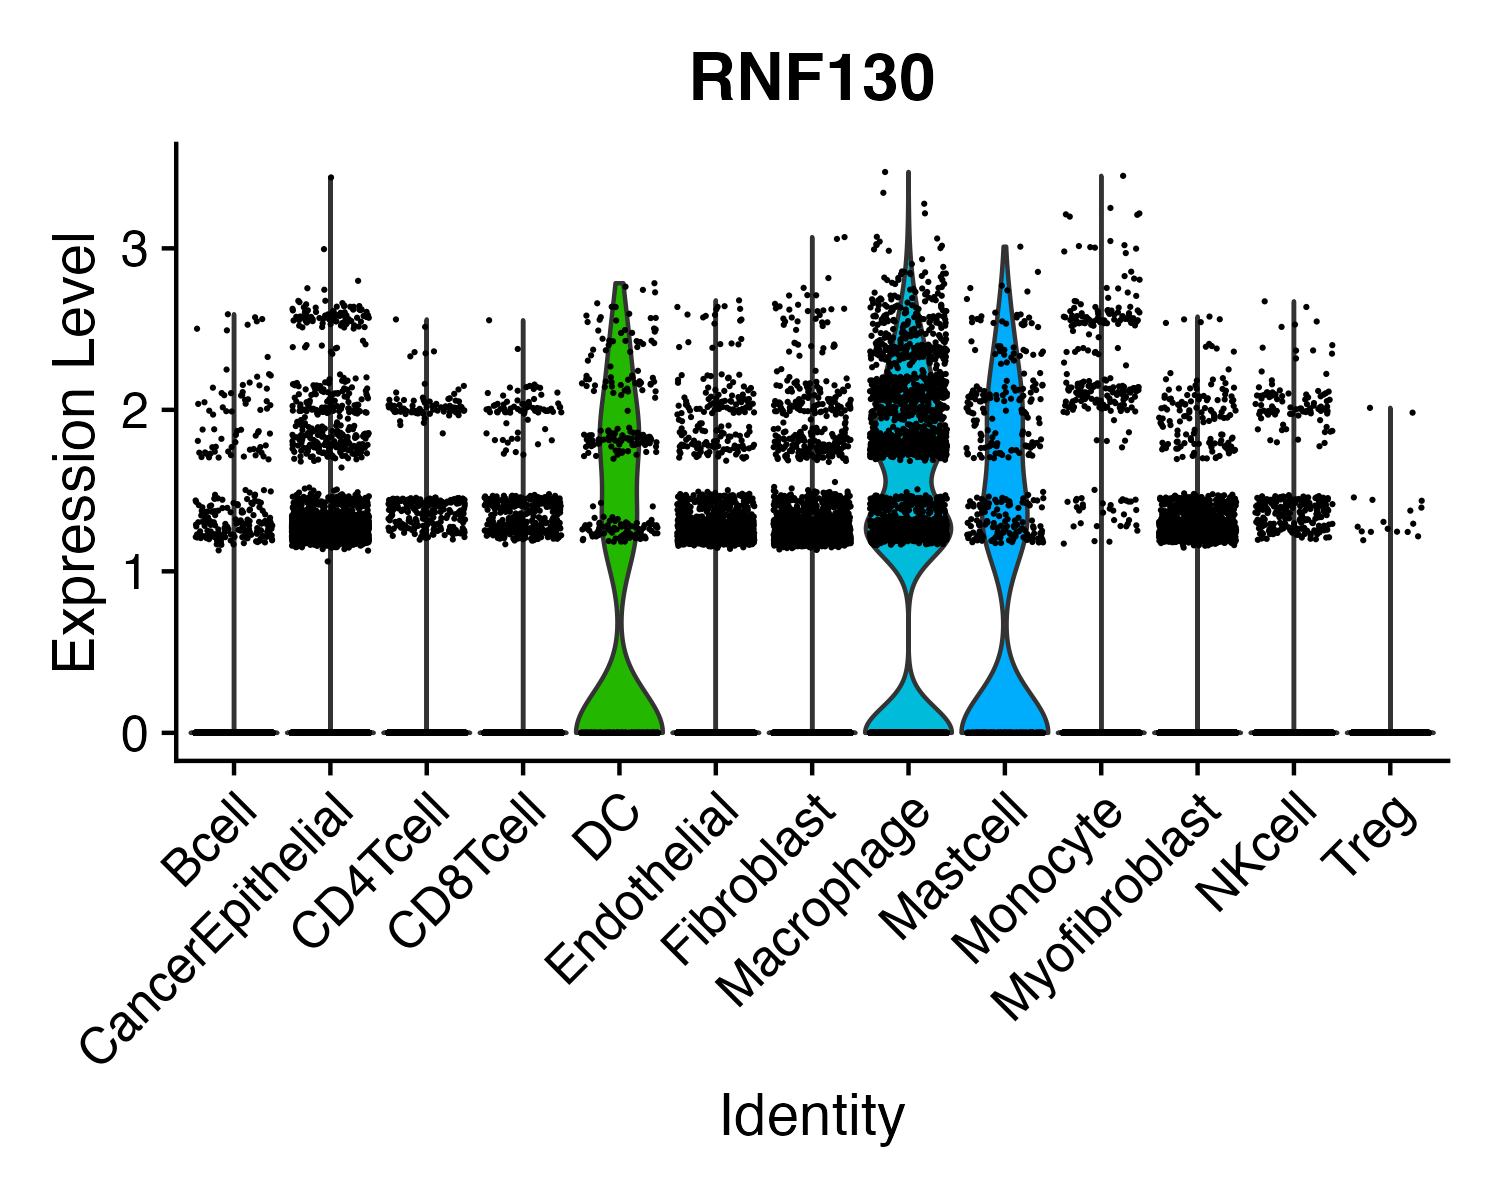 RNF130
Expression Level
3
2
1
0
Bcell
CancerEpithelial
CD4Tcell
CD8Tcell
DC
Endothelial
Fibroblast
Macrophage
Mastcell
Monocyte
Myofibroblast
NKcell
Treg
Identity